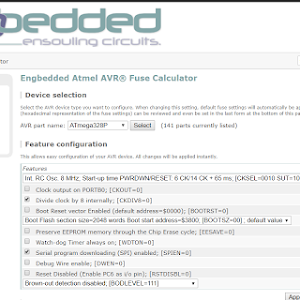 bedded
ensouling circuits.
tor
Engbedded Atmel AVR® Fuse Calculator
Device selection
Select the AVR device type you want to configure. When changing this setting, default fuse settings will automatically be ap
(hexadecimal representation of the fuse settings) can be reviewed and even be set in the last form at the bottom of this pa
AVR part name: ATmega328P Select (141 parts currently listed)
Feature configuration
This allows easy configuration of your AVR device. All changes will be applied instantly.
Features
Int. RC Osc. 8 MHz; Start-up time PWRDWN/RESET: 6 CK/14 CK + 65 ms; [CKSEL=0010 SUT=10
Clock output on PORTB0; [CKOUT=0]
Divide clock by 8 internally; [CKDIV8=0]
Boot Reset vector Enabled (default address=$0000); [BOOTRST=0]
Boot Flash section size=2048 words Boot start address=$3800; [BOOTSZ=00] ; default value
Preserve EEPROM memory through the Chip Erase cycle; [EESAVE=0]
Watch-dog Timer always on; [WDTON=0]
Serial program downloading (SPI) enabled; [SPIEN=0]
Debug Wire enable; [DWEN=0]
Reset Disabled (Enable PC6 as i/o pin); [RSTDISBL=0]
Brown-out detection disabled; [BODLEVEL=111]